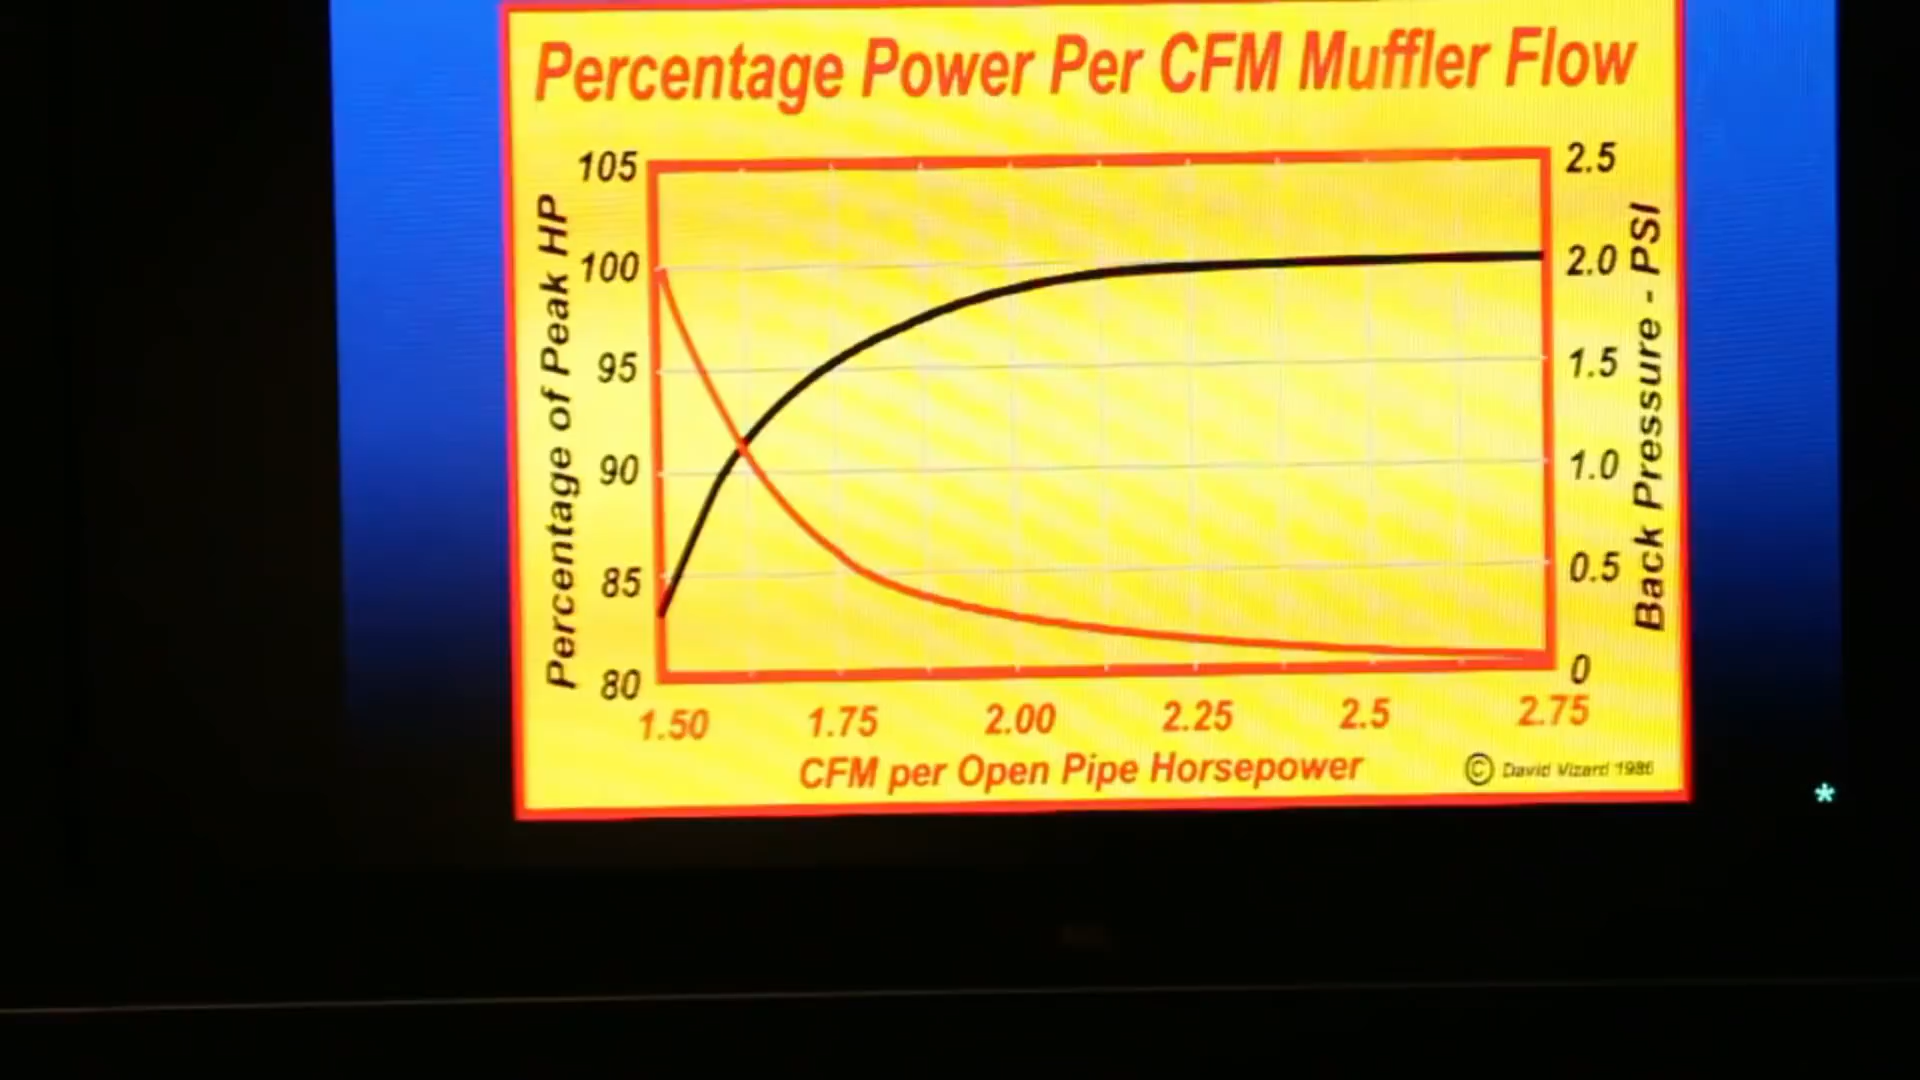 Percentage Power Per CFM Muffler Flow
Percentage of Peak HP
105
100
95
90
85
80
2.5
2.0
1.5
1.0
0.5
0
Back Pressure - PSI
1.50 1.75 2.00 2.25 2.5 2.75
CFM per Open Pipe Horsepower
© David Vizard 1986
*